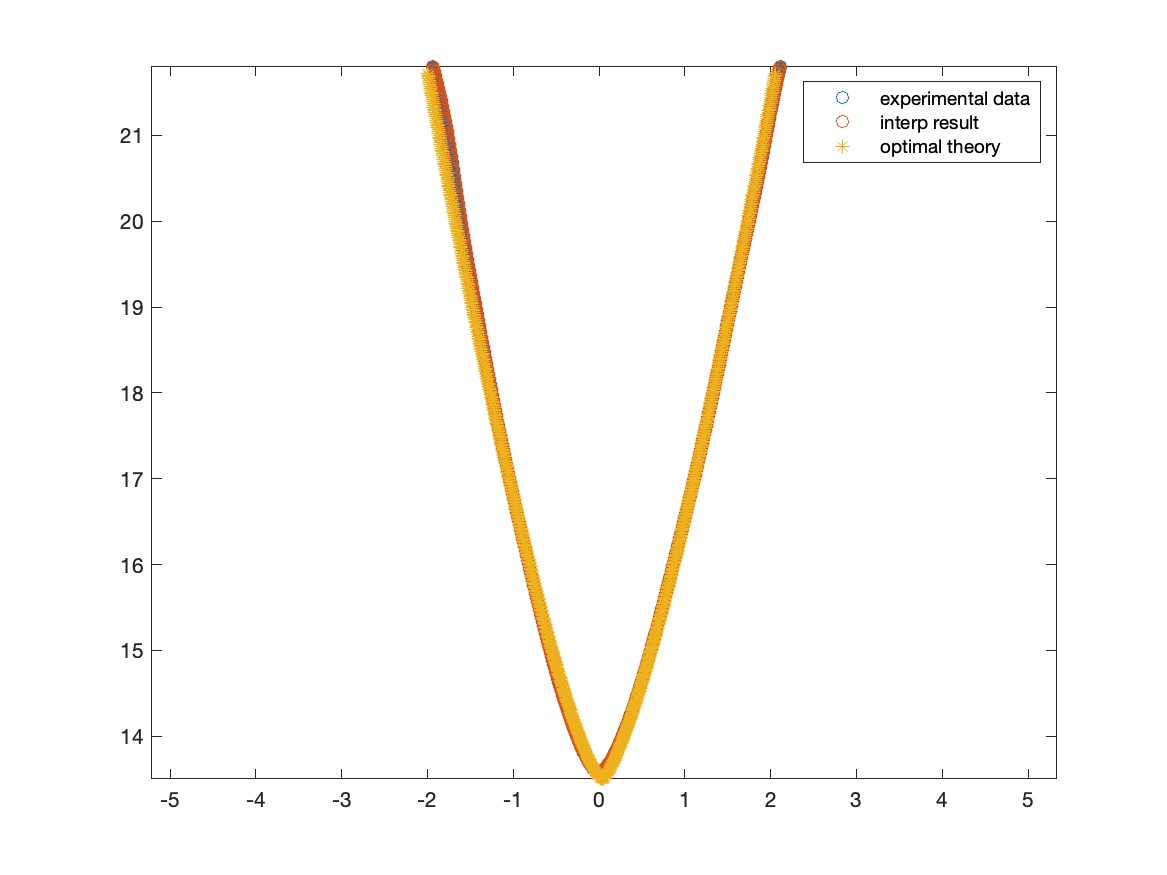 experimental data
interp result
optimal theory
21
20
19
18
17
16
15
14
-5 -4 -3 -2 -1 0 1 2 3 4 5